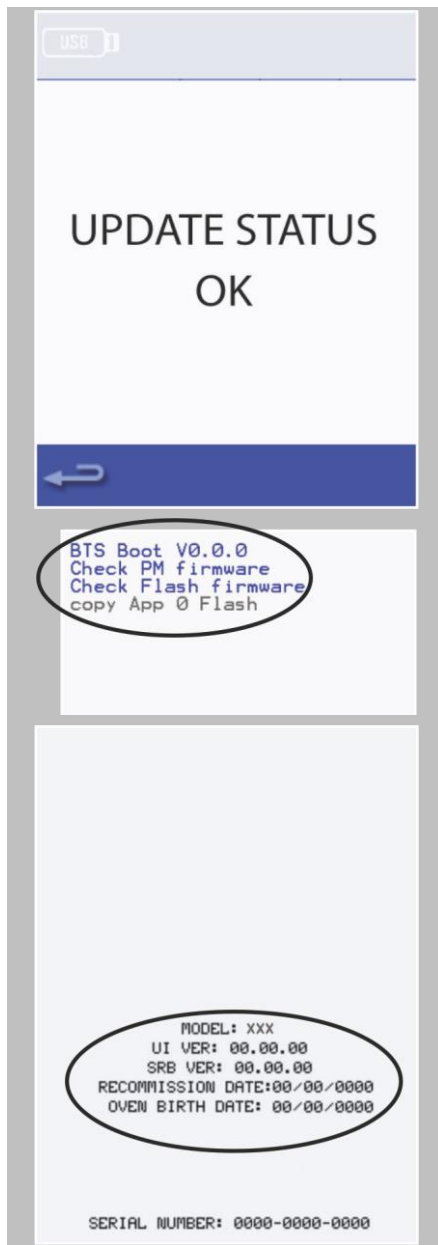 USB
UPDATE STATUS
OK
BTS Boot V0.0.0
Check PM firmware
Check Flash firmware
copy App 0 Flash
MODEL: XXX
UI VER: 00.00.00
SRB VER: 00.00.00
RECOMMISSION DATE:00/00/0000
OVEN BIRTH DATE: 00/00/0000
SERIAL NUMBER: 0000-0000-0000